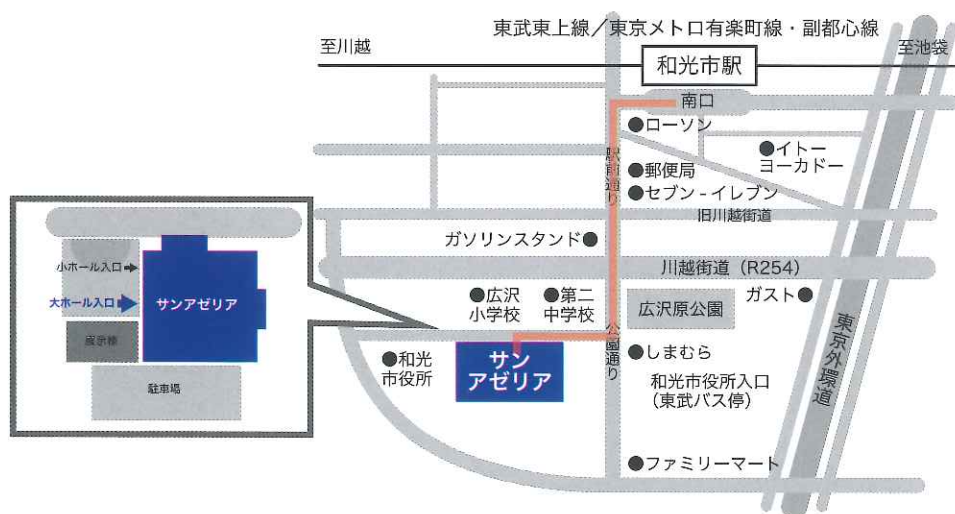 東武東上線／東京メトロ有楽町線・副都心線
至川越
至池袋
和光市駅
南口
●ローソン
●イトー
ヨーカドー
駅前通り
●郵便局
●セブン-イレブン
旧川越街道
ガソリンスタンド●
川越街道（R254）
●広沢
小学校
●第二
中学校
広沢原公園
ガスト●
公園通り
東京外環道
●和光
市役所
サン
アゼリア
●しまむら
和光市役所入口
（東武バス停）
●ファミリーマート
小ホール入口➡
大ホール入口➡
サンアゼリア
展示棟
駐車場